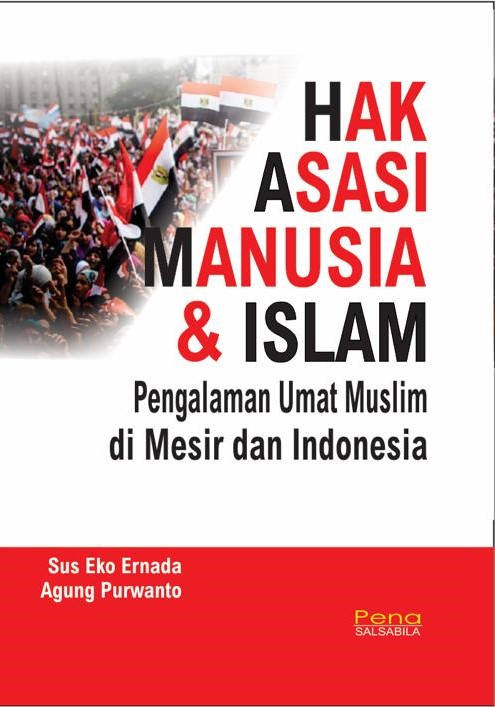 HAK
ASASI
MANUSIA
& ISLAM
Pengalaman Umat Muslim
di Mesir dan Indonesia
Sus Eko Ernada
Agung Purwanto
Pena
SALSABILA